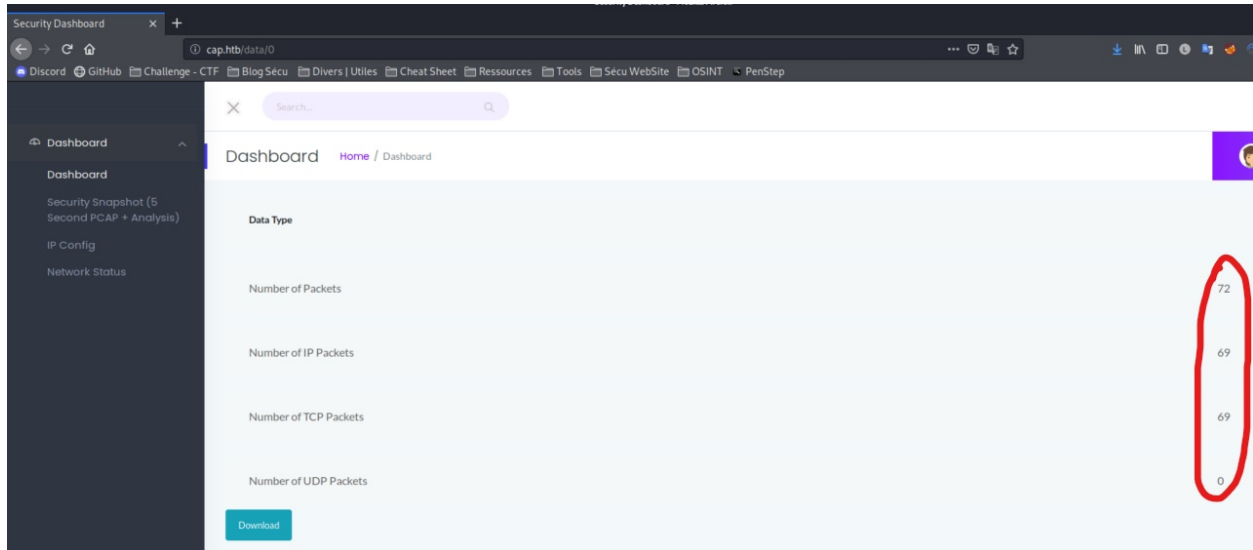 Security Dashboard
cap.htb/data/0
Discord GitHub Challenge - CTF Blog Sécu Divers | Utiles Cheat Sheet Ressources Tools Sécu WebSite OSINT PenStep
Search...
Dashboard
Dashboard Home / Dashboard
Dashboard
Security Snapshot (5
Second PCAP + Analysis)
IP Config
Network Status
Data Type
Number of Packets 72
Number of IP Packets 69
Number of TCP Packets 69
Number of UDP Packets 0
Download